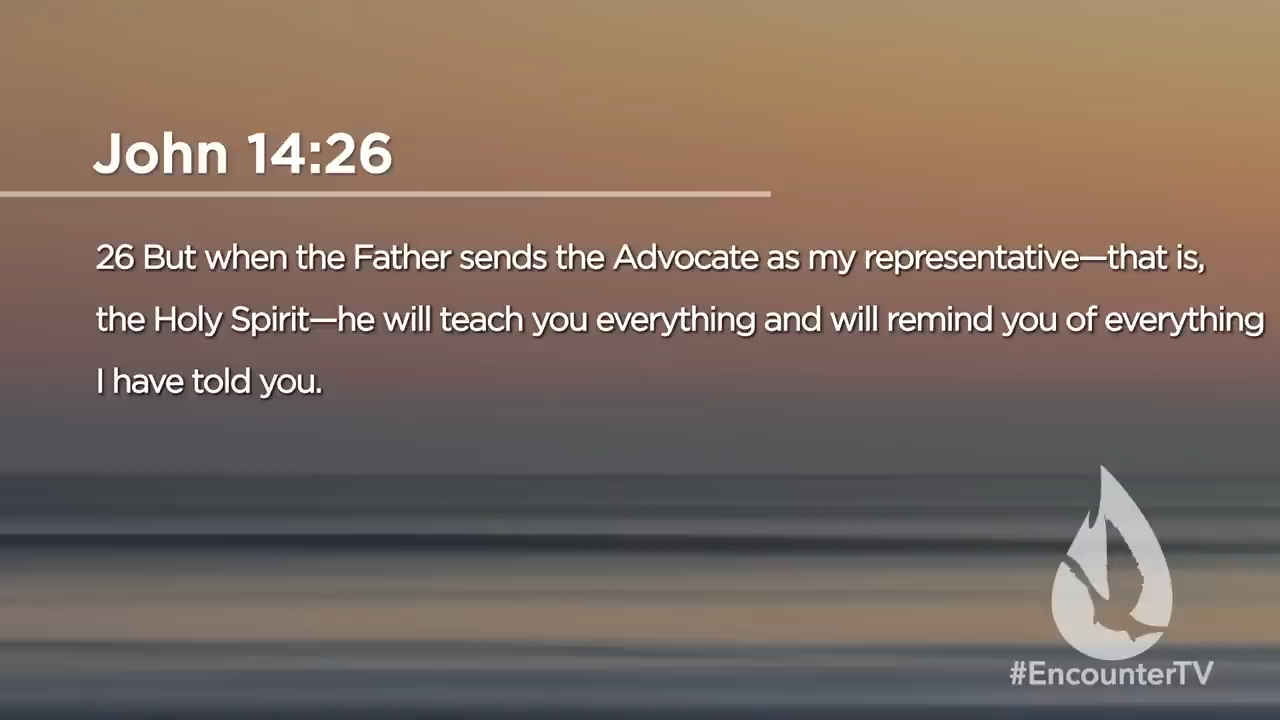 John 14:26
26 But when the Father sends the Advocate as my representative—that is,
the Holy Spirit—he will teach you everything and will remind you of everything
I have told you.
#EncounterTV